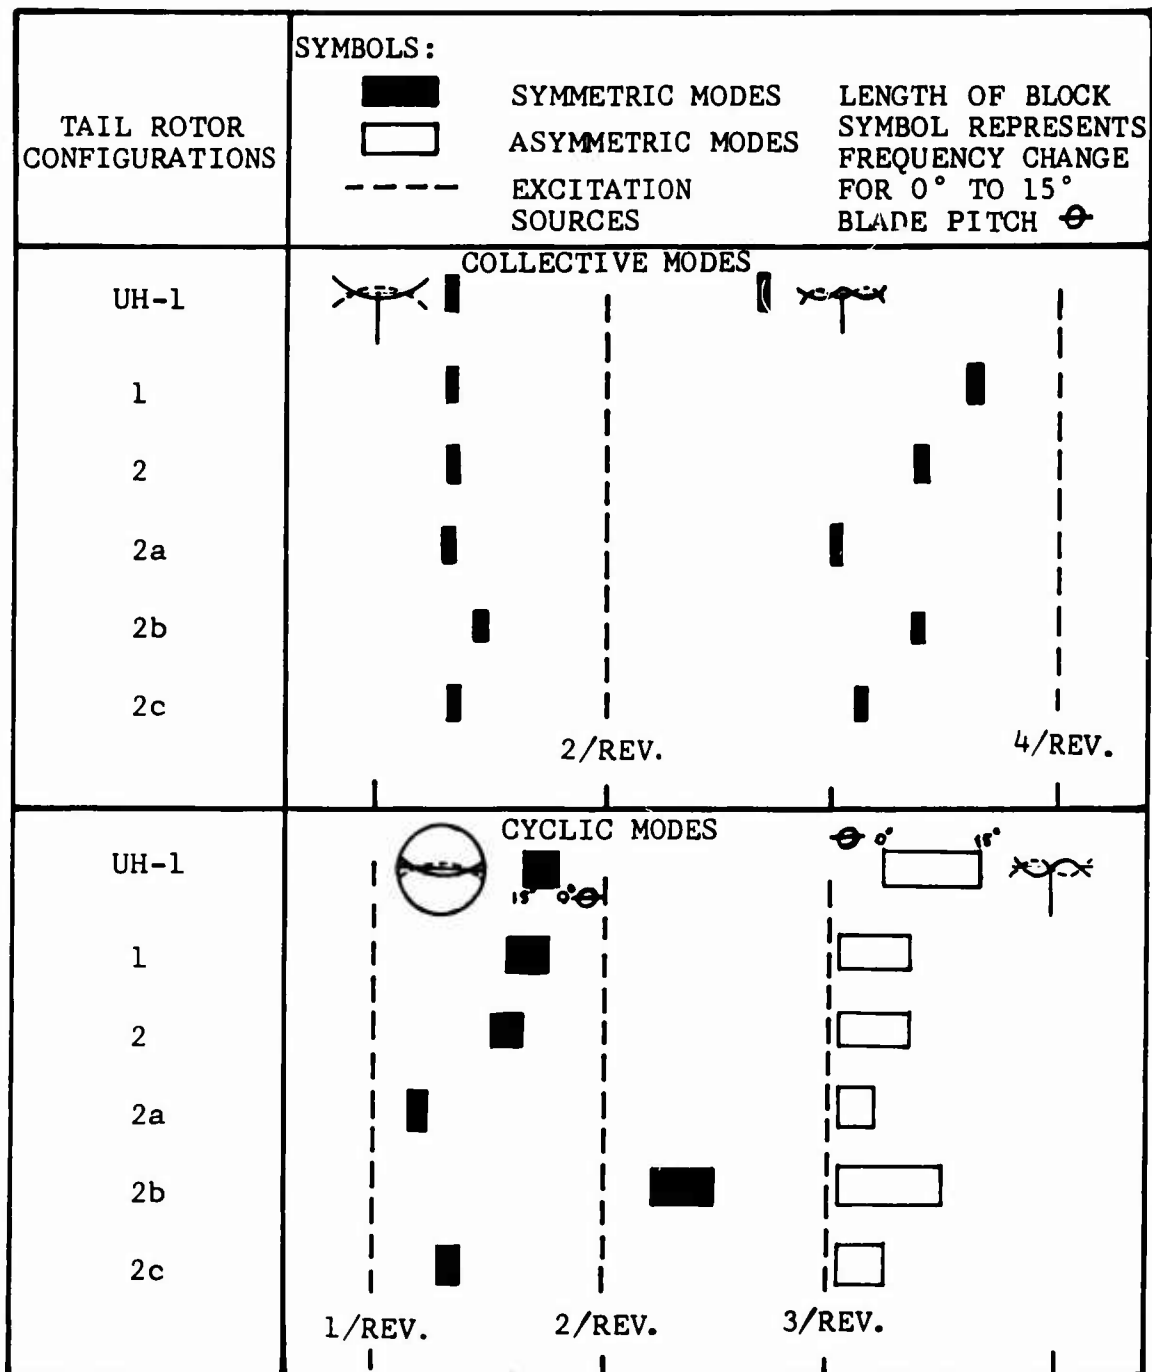 TAIL ROTOR
CONFIGURATIONS
SYMBOLS:
SYMMETRIC MODES
ASYMMETRIC MODES
EXCITATION
SOURCES
LENGTH OF BLOCK
SYMBOL REPRESENTS
FREQUENCY CHANGE
FOR 0° TO 15°
BLADE PITCH ϴ
COLLECTIVE MODES
UH-1
1
2
2a
2b
2c
2/REV.
4/REV.
CYCLIC MODES
UH-1
ϴ 0° 15°
15° 0° ϴ
1
2
2a
2b
2c
1/REV.
2/REV.
3/REV.